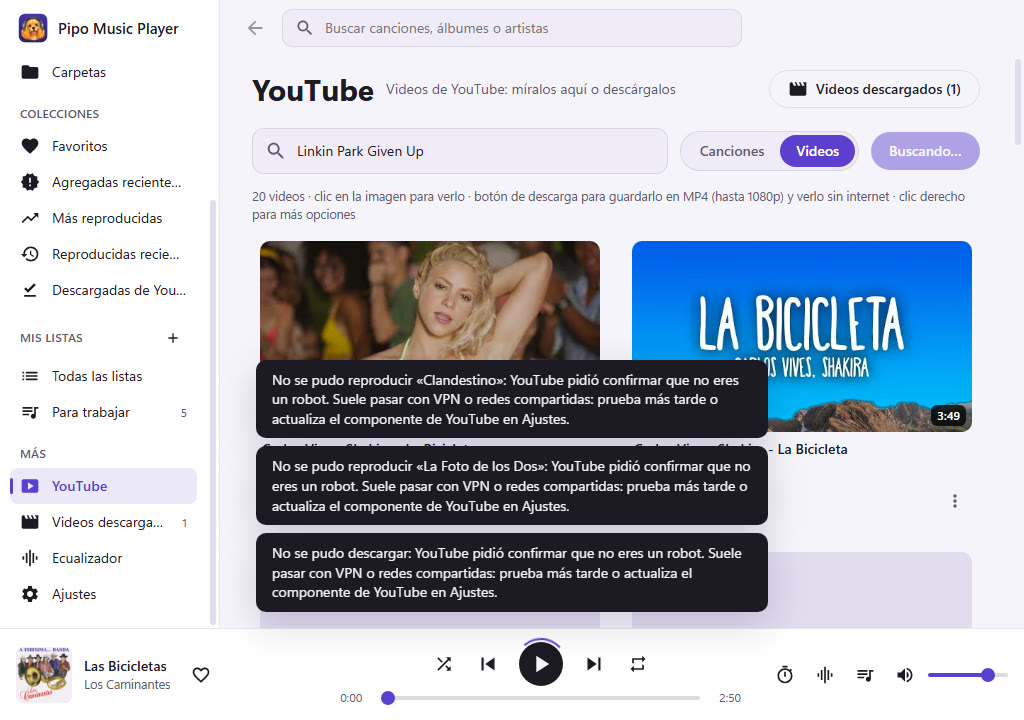 Pipo Music Player
Buscar canciones, álbumes o artistas
Carpetas
COLECCIONES
Favoritos
Agregadas reciente...
Más reproducidas
Reproducidas recie...
Descargadas de You...
MIS LISTAS
Todas las listas
Para trabajar 5
MÁS
YouTube
Videos descarga... 1
Ecualizador
Ajustes
YouTube
Videos de YouTube: míralos aquí o descárgalos
Videos descargados (1)
Linkin Park Given Up
Canciones
Videos
Buscando...
20 videos · clic en la imagen para verlo · botón de descarga para guardarlo en MP4 (hasta 1080p) y verlo sin internet · clic derecho
para más opciones
LA BICICLETA
CARLOS VIVES, SHAKIRA
3:49
- La Bicicleta
No se pudo reproducir «Clandestino»: YouTube pidió confirmar que no eres
un robot. Suele pasar con VPN o redes compartidas: prueba más tarde o
actualiza el componente de YouTube en Ajustes.
No se pudo reproducir «La Foto de los Dos»: YouTube pidió confirmar que no
eres un robot. Suele pasar con VPN o redes compartidas: prueba más tarde o
actualiza el componente de YouTube en Ajustes.
No se pudo descargar: YouTube pidió confirmar que no eres un robot. Suele
pasar con VPN o redes compartidas: prueba más tarde o actualiza el
componente de YouTube en Ajustes.
Las Bicicletas
Los Caminantes
0:00
2:50